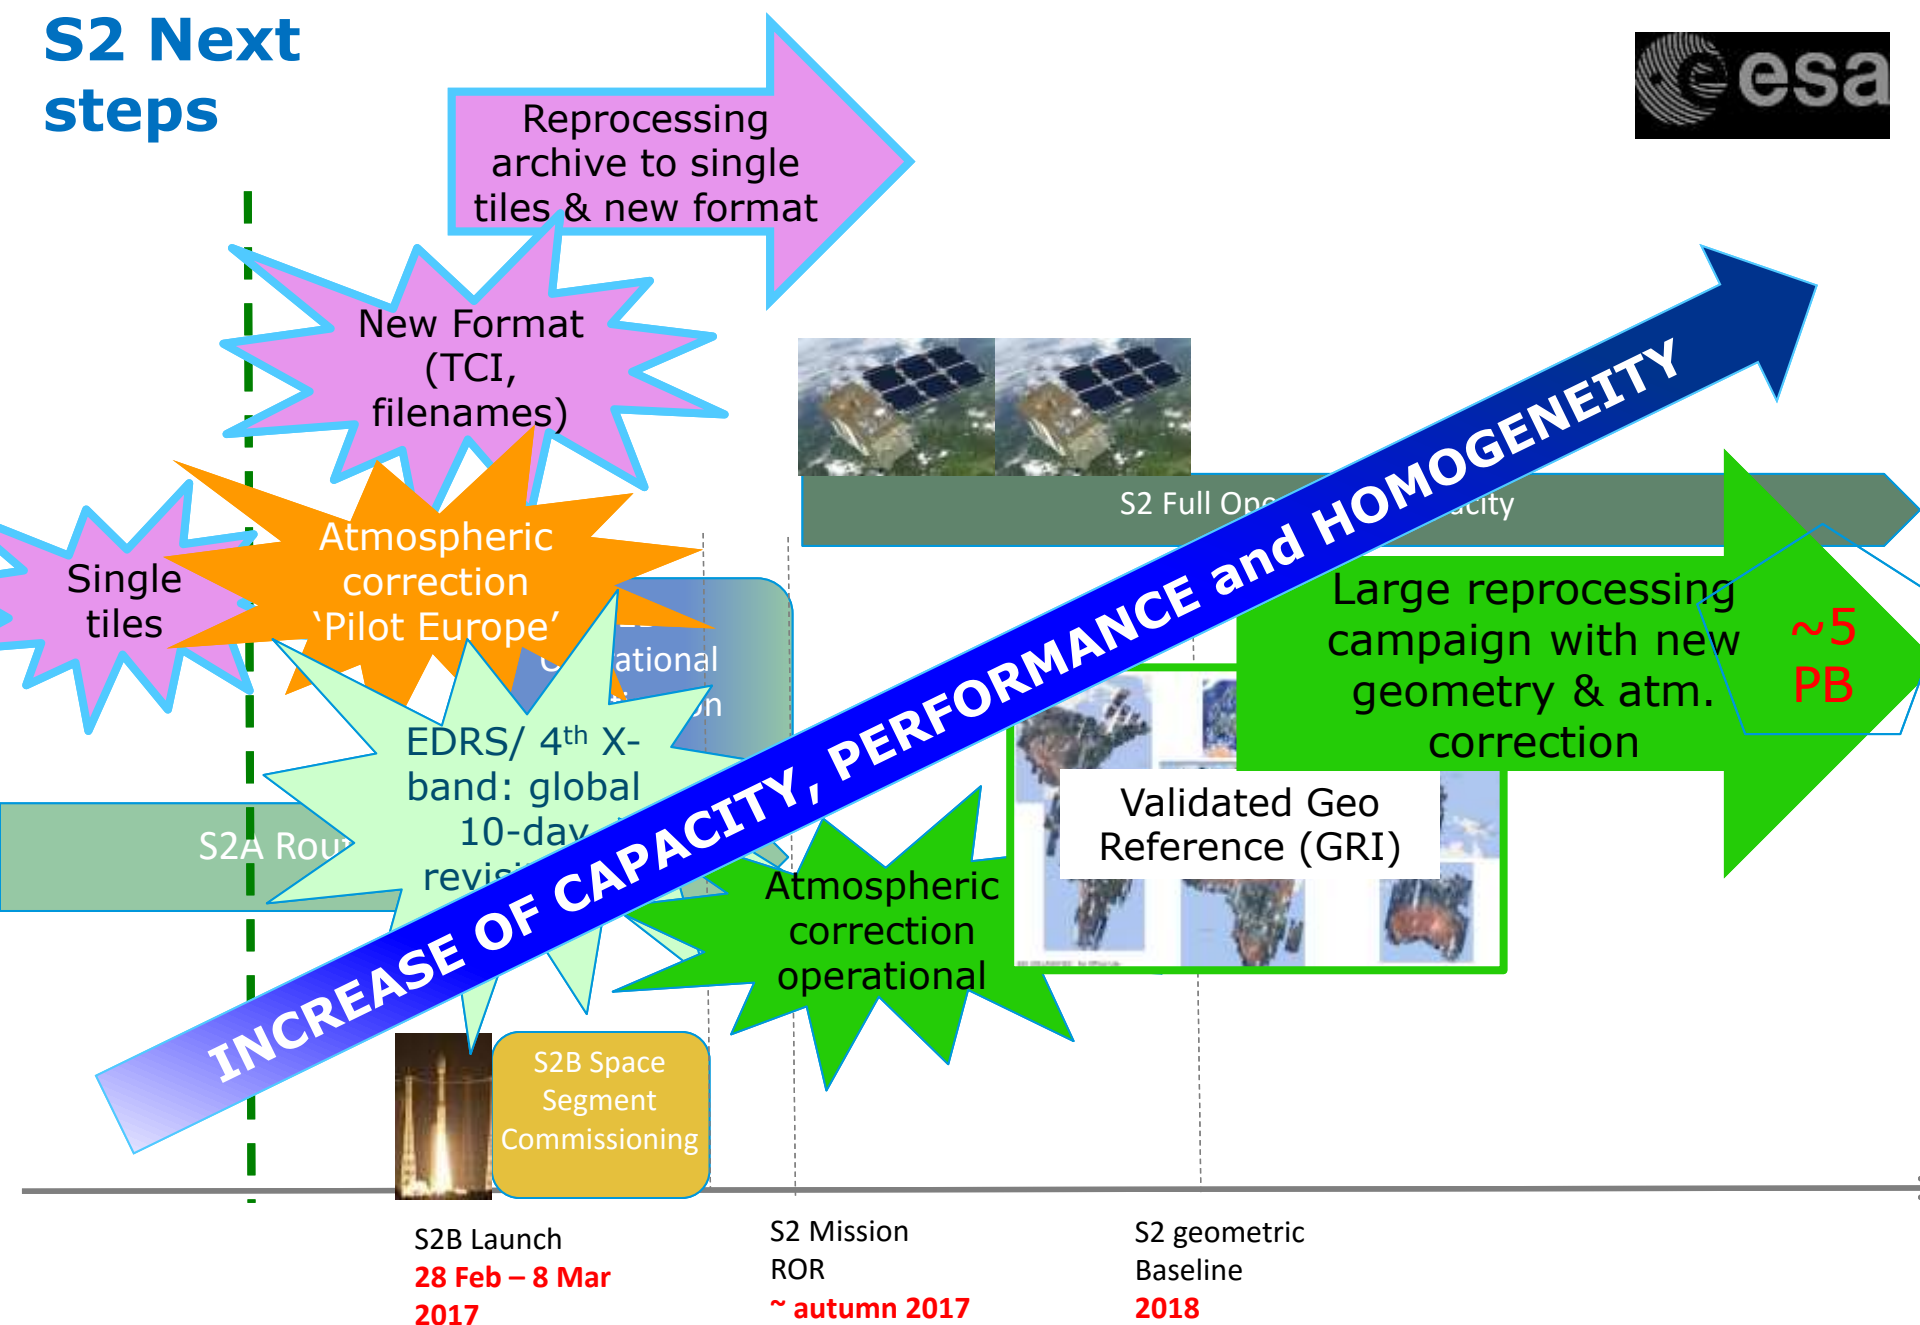 S2 Next
steps
esa
Reprocessing
archive to single
tiles & new format
New Format
(TCI,
filenames)
Atmospheric
correction
‘Pilot Europe’
Single
tiles
S2 Full
city
INCREASE OF CAPACITY, PERFORMANCE and HOMOGENEITY
Large reprocessing
campaign with new
geometry & atm.
correction
~5
PB
ational
on
EDRS/ 4th X-
band: global
10-day
Validated Geo
Reference (GRI)
S2A
Atmospheric
correction
operational
S2B Space
Segment
Commissioning
S2B Launch
28 Feb – 8 Mar
2017
S2 Mission
ROR
~ autumn 2017
S2 geometric
Baseline
2018